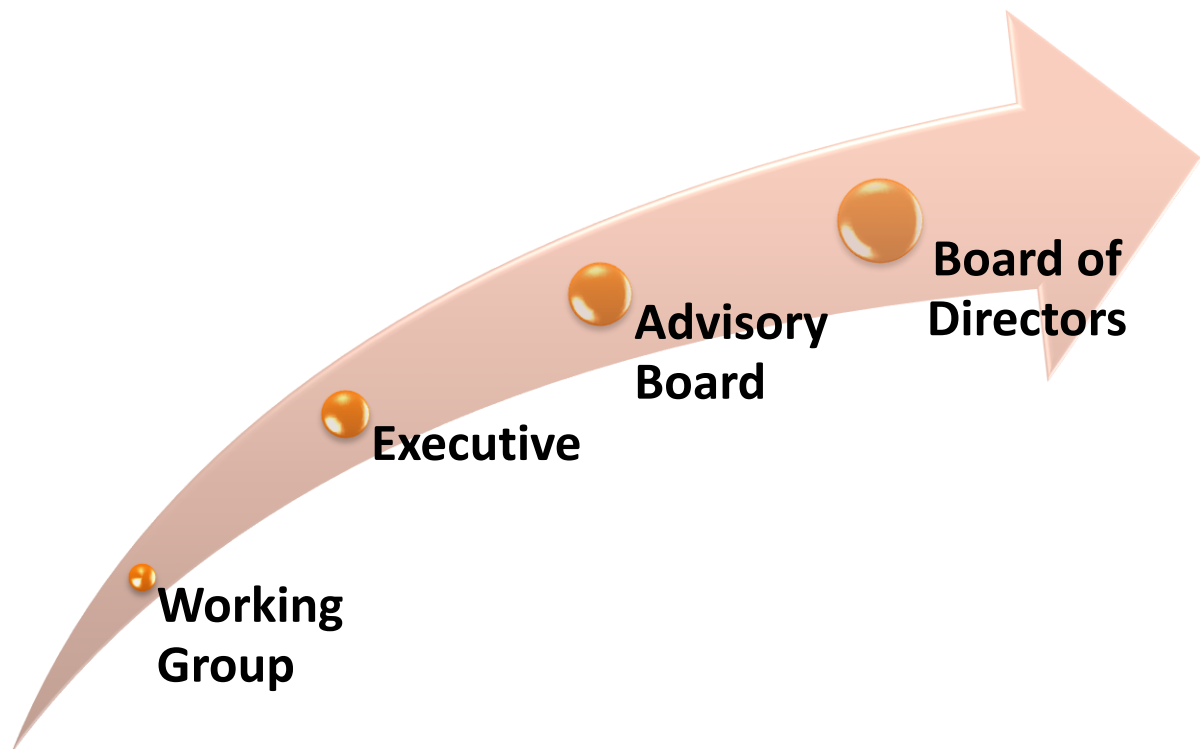 Board of
Directors
Advisory
Board
Executive
Working
Group